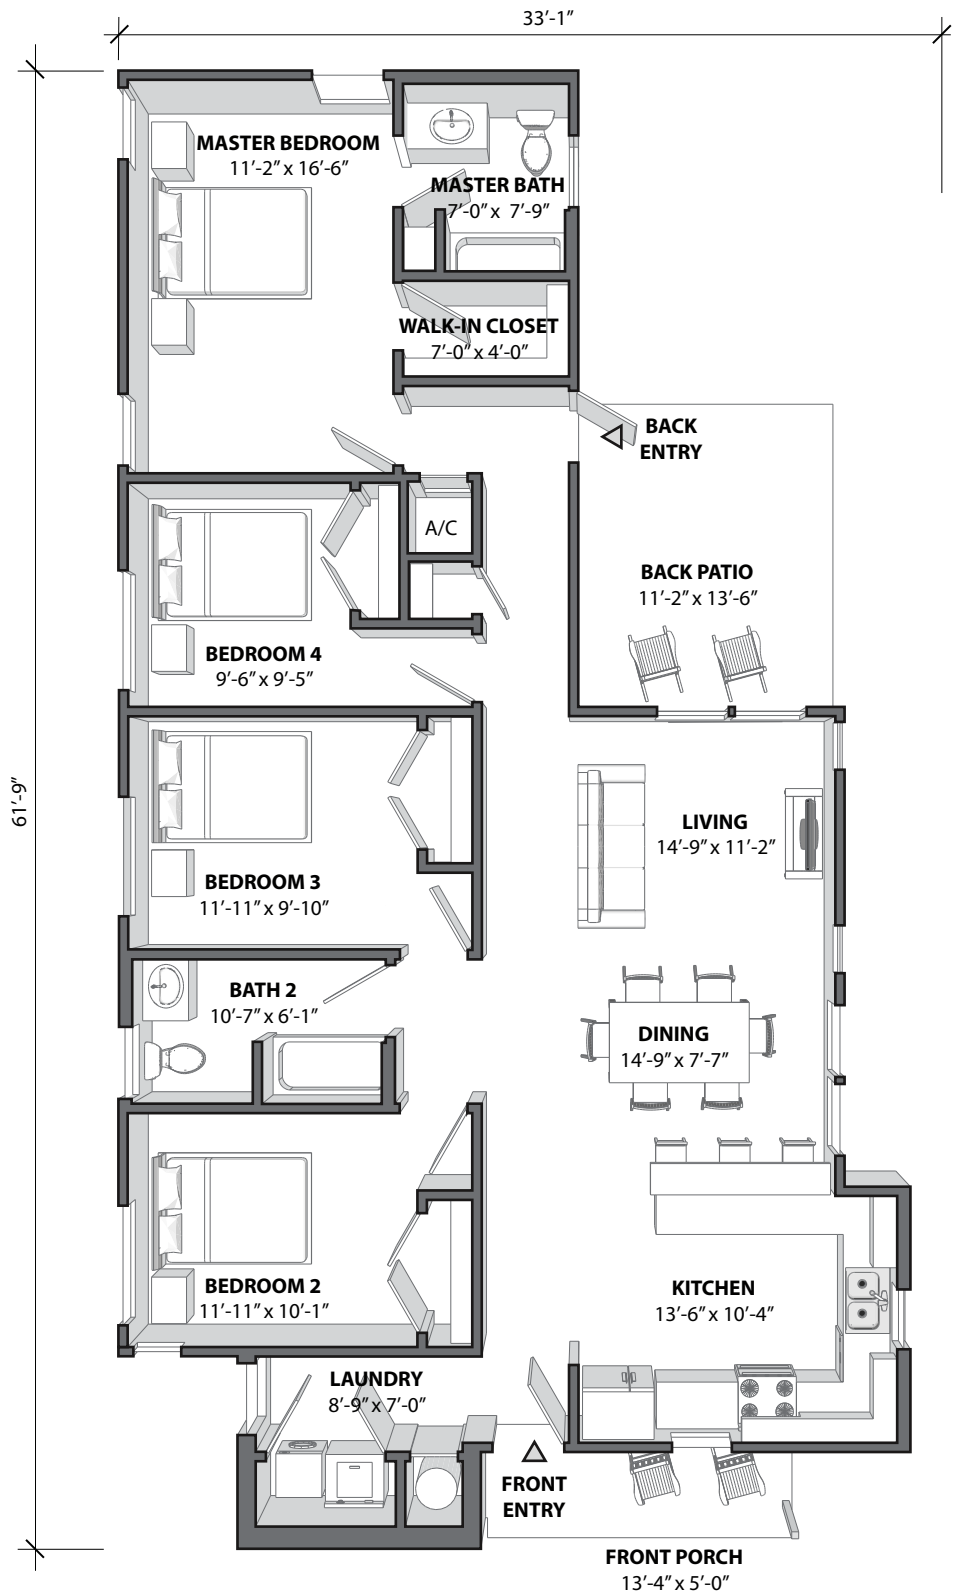 33’-1”
MASTER BEDROOM
11’-2” x 16’-6”
MASTER BATH
7’-0” x 7’-9”
WALK-IN CLOSET
7’-0” x 4’-0”
BACK
ENTRY
A/C
BACK PATIO
11’-2” x 13’-6”
BEDROOM 4
9’-6” x 9’-5”
61’-9”
LIVING
14’-9” x 11’-2”
BEDROOM 3
11’-11” x 9’-10”
BATH 2
10’-7” x 6’-1”
DINING
14’-9” x 7’-7”
BEDROOM 2
11’-11” x 10’-1”
KITCHEN
13’-6” x 10’-4”
LAUNDRY
8’-9” x 7’-0”
FRONT
ENTRY
FRONT PORCH
13’-4” x 5’-0”